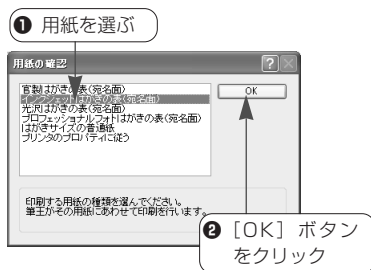 ❶ 用紙を選ぶ
用紙の確認
官製はがきの表(宛名面)
インクジェットはがきの表(宛名面)
光沢はがきの表(宛名面)
プロフェッショナルフォトはがきの表(宛名面)
はがきサイズの普通紙
プリンタのプロパティに従う
OK
印刷する用紙の種類を選んでください。
筆王がその用紙にあわせて印刷を行います。
❷ [OK] ボタン
をクリック